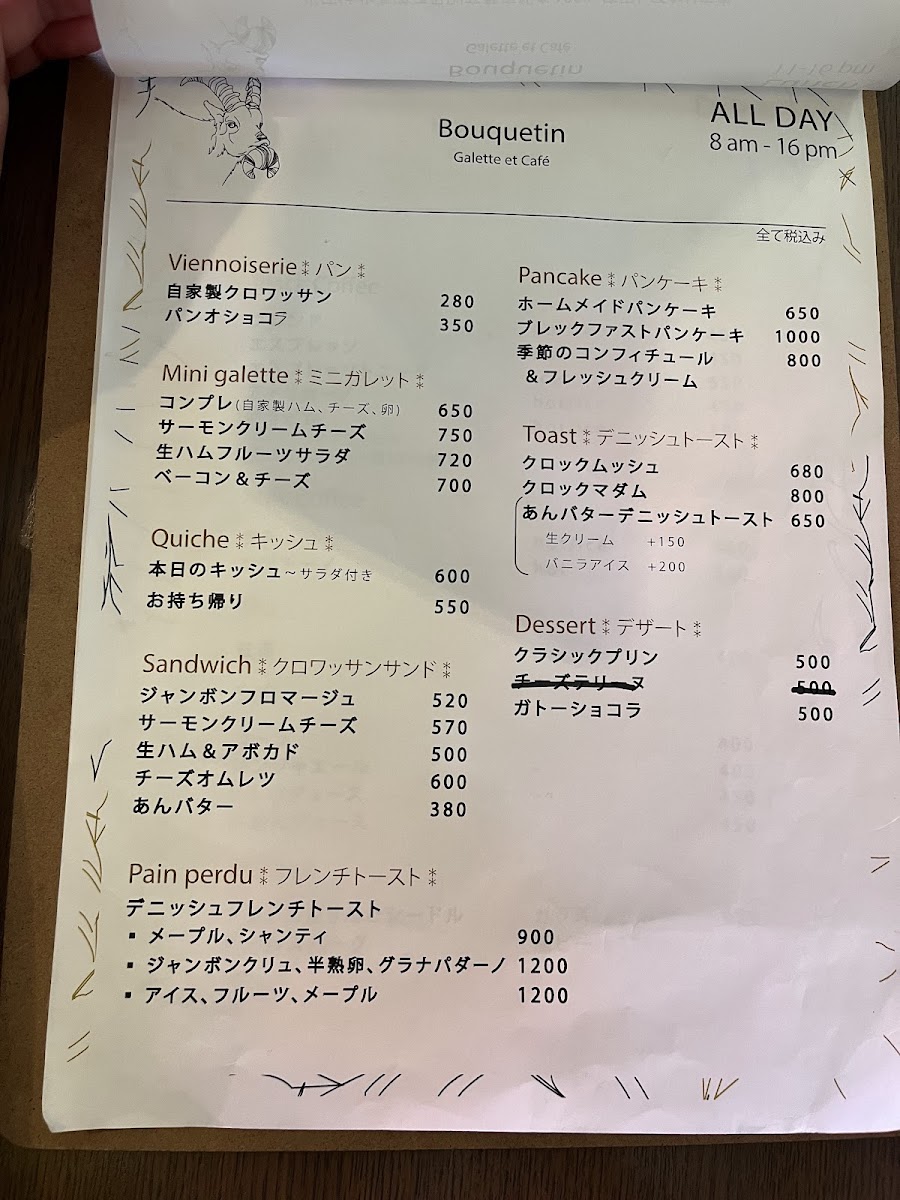 Bouquetin
Galette et Café
ALL DAY
8 am - 16 pm
全て税込み
Viennoiserie⁑パン⁑
自家製クロワッサン 280
パンオショコラ 350
Mini galette⁑ミニガレット⁑
コンプレ(自家製ハム、チーズ、卵) 650
サーモンクリームチーズ 750
生ハムフルーツサラダ 720
ベーコン＆チーズ 700
Quiche⁑キッシュ⁑
本日のキッシュ～サラダ付き 600
お持ち帰り 550
Sandwich⁑クロワッサンサンド⁑
ジャンボンフロマージュ 520
サーモンクリームチーズ 570
生ハム＆アボカド 500
チーズオムレツ 600
あんバター 380
Pain perdu⁑フレンチトースト⁑
デニッシュフレンチトースト
▪ メープル、シャンティ 900
▪ ジャンボンクリュ、半熟卵、グラナパダーノ 1200
▪ アイス、フルーツ、メープル 1200
Pancake⁑パンケーキ⁑
ホームメイドパンケーキ 650
ブレックファストパンケーキ 1000
季節のコンフィチュール 800
＆フレッシュクリーム
Toast⁑デニッシュトースト⁑
クロックムッシュ 680
クロックマダム 800
あんバターデニッシュトースト 650
生クリーム +150
バニラアイス +200
Dessert⁑デザート⁑
クラシックプリン 500
チーズテリーヌ 500
ガトーショコラ 500